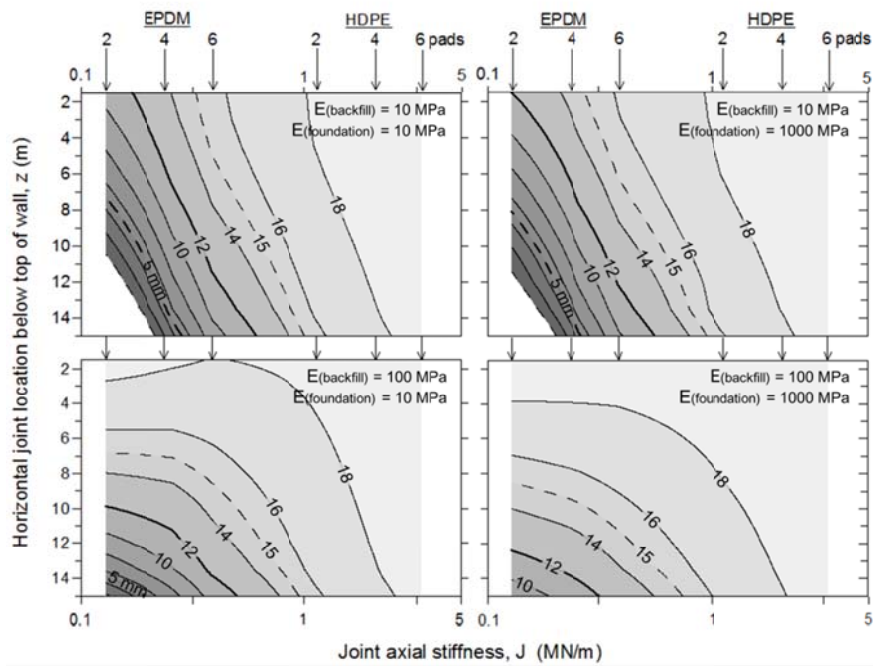 EPDM HDPE EPDM HDPE
2 4 6 2 4 6 pads 2 4 6 2 4 6 pads
0.1 1 5 0.1 1 5
E(backfill) = 10 MPa
E(foundation) = 10 MPa
2
4
6
8
10
12
14
5 mm 10 12 14 15 16 18
E(backfill) = 10 MPa
E(foundation) = 1000 MPa
5 mm 10 12 14 15 16 18
E(backfill) = 100 MPa
E(foundation) = 10 MPa
2
4
6
8
10
12
14
5 mm 10 12 14 15 16 18
E(backfill) = 100 MPa
E(foundation) = 1000 MPa
10 12 14 15 16 18
0.1 1 5 0.1 1 5
Horizontal joint location below top of wall, z (m)
Joint axial stiffness, J (MN/m)